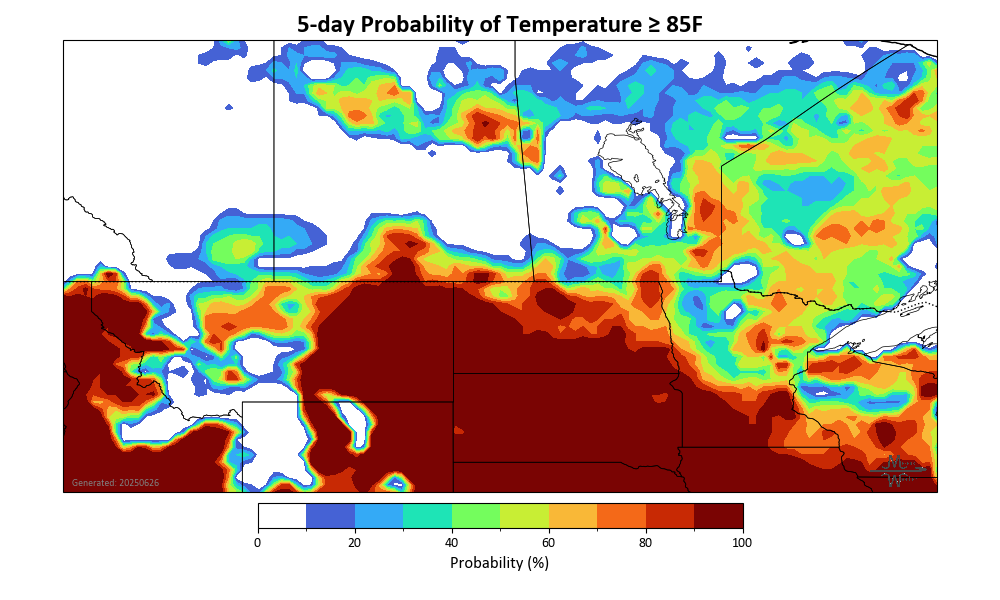 5-day Probability of Temperature ≥ 85F
Generated: 20250626
0 20 40 60 80 100
Probability (%)